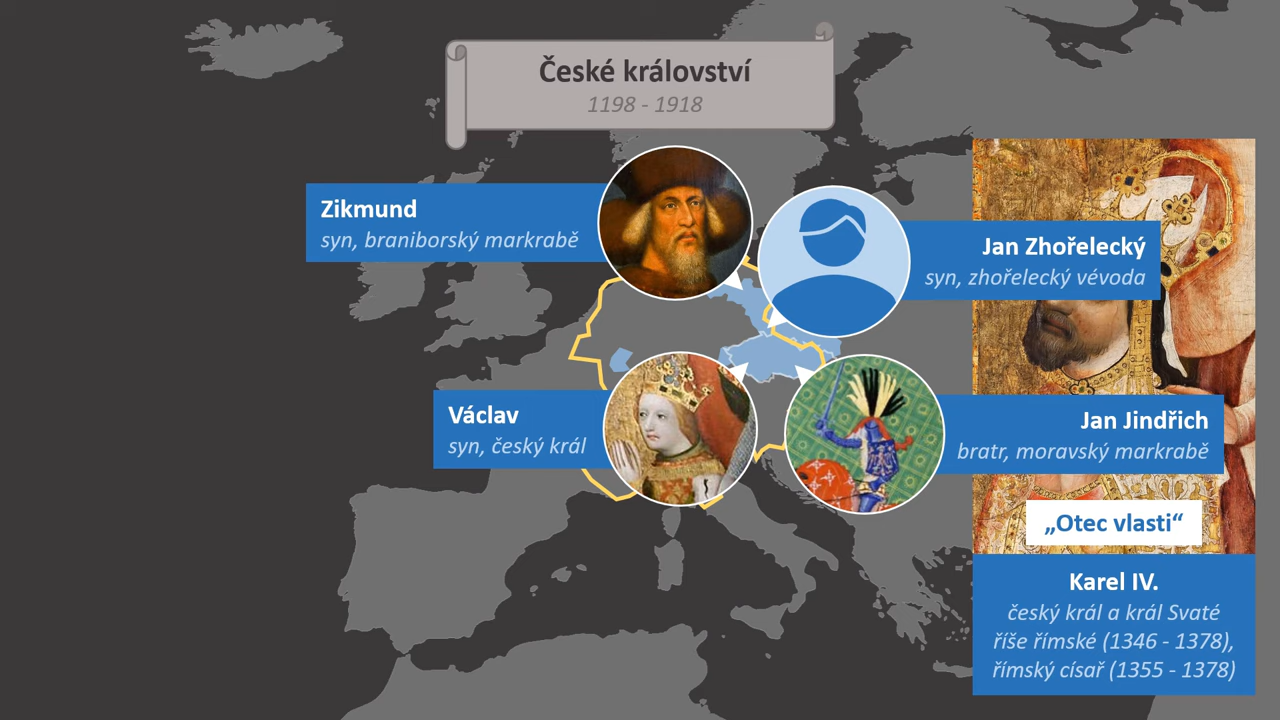 České království
1198 - 1918
Zikmund
syn, braniborský markrabě
Jan Zhořelecký
syn, zhořelecký vévoda
Václav
syn, český král
Jan Jindřich
bratr, moravský markrabě
„Otec vlasti“
Karel IV.
český král a král Svaté
říše římské (1346 - 1378),
římský císař (1355 - 1378)